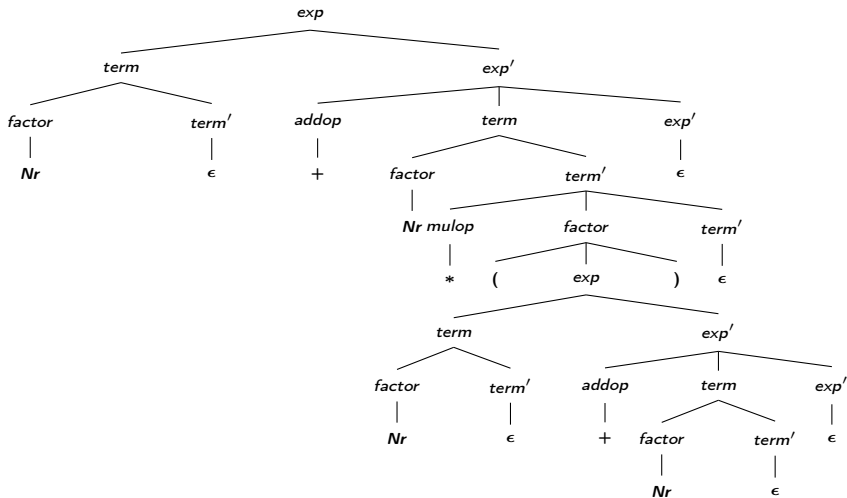 exp
term exp′
factor term′ addop term exp′
Nr ϵ + factor term′ ϵ
Nr mulop factor term′
* ( exp ) ϵ
term exp′
factor term′ addop term exp′
Nr ϵ + factor term′ ϵ
Nr ϵ